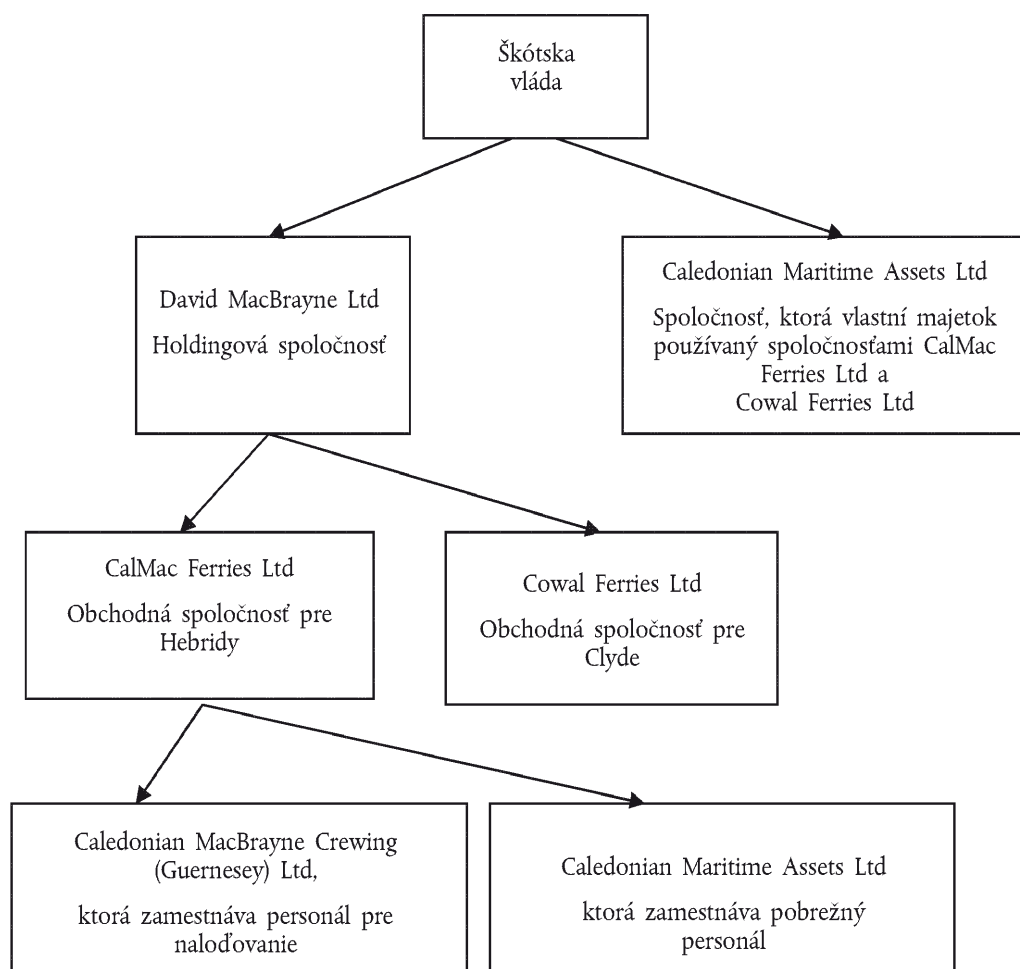 Škótska
vláda
David MacBrayne Ltd
Holdingová spoločnosť
Caledonian Maritime Assets Ltd
Spoločnosť, ktorá vlastní majetok
používaný spoločnosťami CalMac
Ferries Ltd a
Cowal Ferries Ltd
CalMac Ferries Ltd
Obchodná spoločnosť pre
Hebridy
Cowal Ferries Ltd
Obchodná spoločnosť pre
Clyde
Caledonian MacBrayne Crewing
(Guernesey) Ltd,
ktorá zamestnáva personál pre
naloďovanie
Caledonian Maritime Assets Ltd
ktorá zamestnáva pobrežný
personál